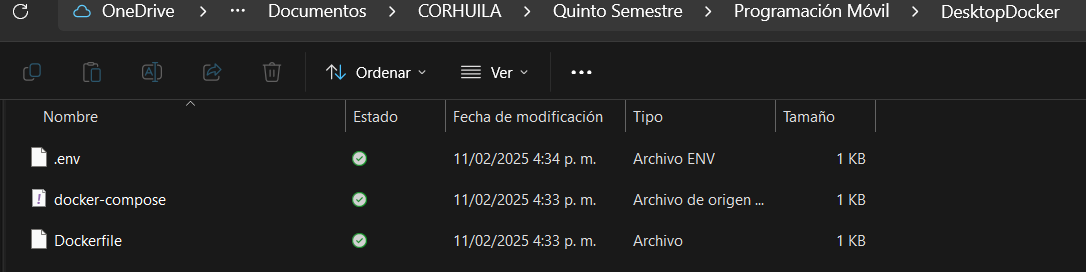 OneDrive > ··· Documentos > CORHUILA > Quinto Semestre > Programación Móvil > DesktopDocker
Ordenar Ver ···
Nombre Estado Fecha de modificación Tipo Tamaño
.env 11/02/2025 4:34 p. m. Archivo ENV 1 KB
docker-compose 11/02/2025 4:33 p. m. Archivo de origen ... 1 KB
Dockerfile 11/02/2025 4:33 p. m. Archivo 1 KB